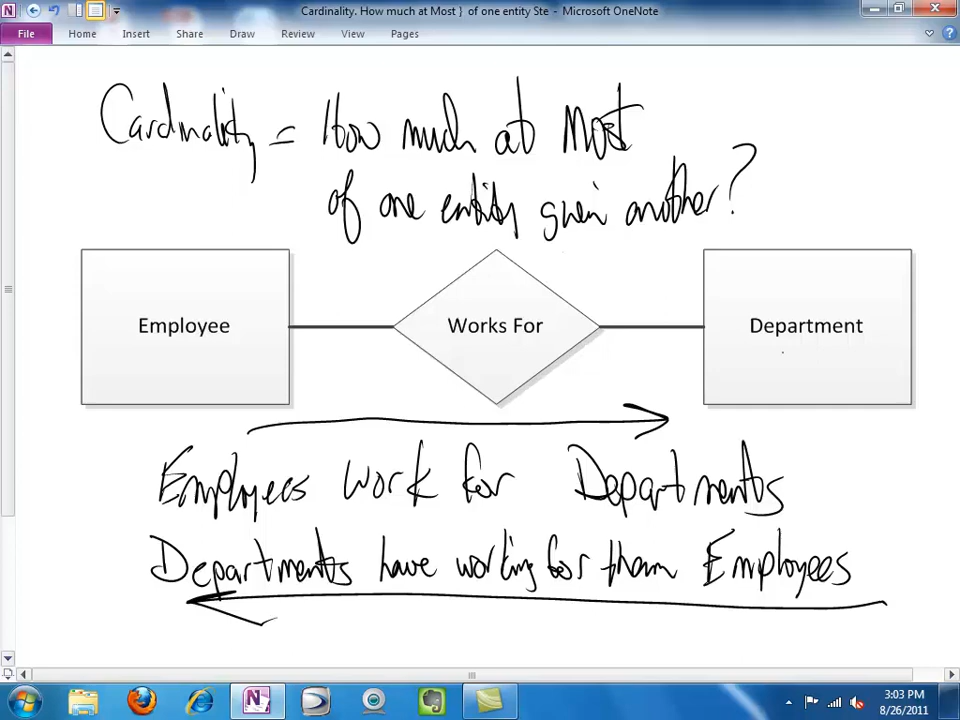 Cardinality. How much at Most } of one entity Ste - Microsoft OneNote
File Home Insert Share Draw Review View Pages
Cardinality = How much at Most
of one entity given another?
Employee Works For Department
Employees work for Departments
Departments have working for them Employees
3:03 PM
8/26/2011